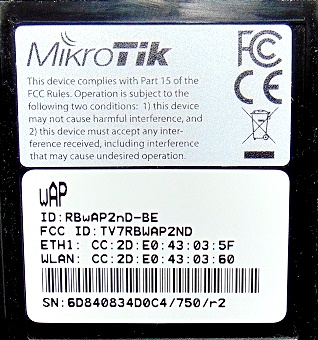 MikroTik
FC
CE
This device complies with Part 15 of the
FCC Rules. Operation is subject to the
following two conditions: 1) this device
may not cause harmful interference, and
2) this device must accept any inter-
ference received, including interference
that may cause undesired operation.
wAP
ID:RBwAP2nD-BE
FCC ID:TV7RBWAP2ND
ETH1: CC:2D:E0:43:03:5F
WLAN: CC:2D:E0:43:03:60
SN:6D840834D0C4/750/r2